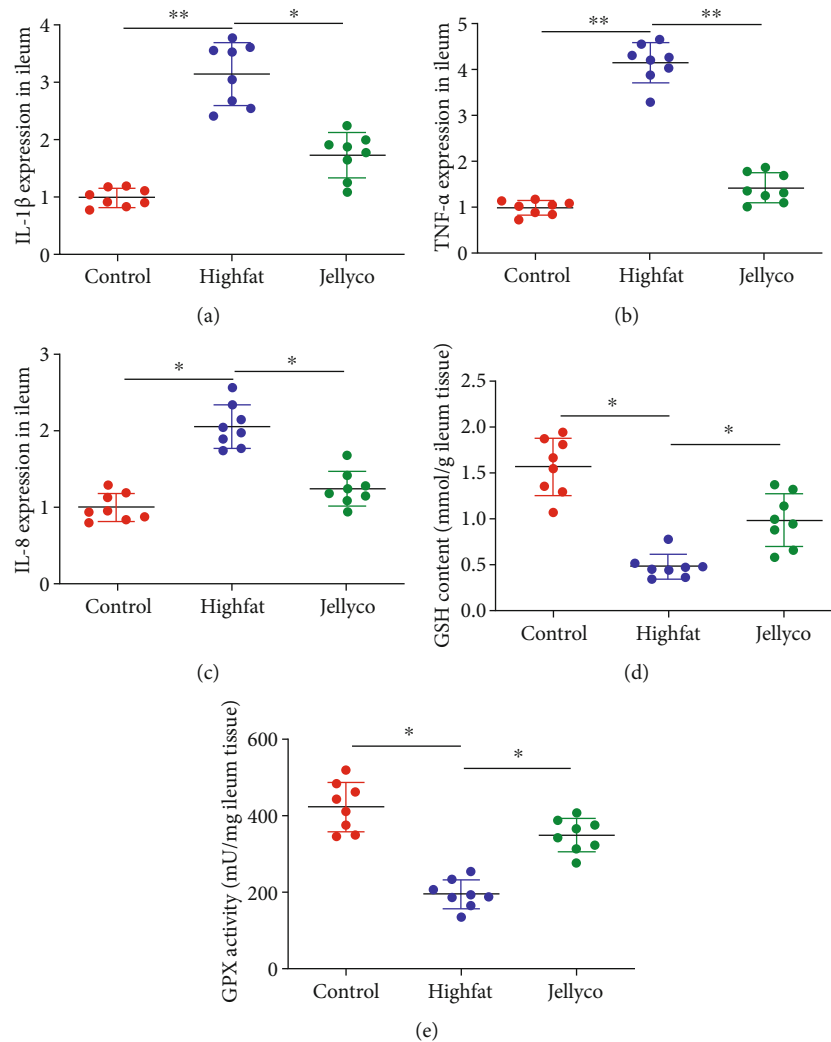 IL-1β expression in ileum
4
3
2
1
0
**
*
Control
Highfat
Jellyco
(a)
TNF-α expression in ileum
5
4
3
2
1
0
**
**
Control
Highfat
Jellyco
(b)
IL-8 expression in ileum
3
2
1
0
*
*
Control
Highfat
Jellyco
(c)
GSH content (mmol/g ileum tissue)
2.5
2.0
1.5
1.0
0.5
0.0
*
*
Control
Highfat
Jellyco
(d)
GPX activity (mU/mg ileum tissue)
600
400
200
0
*
*
Control
Highfat
Jellyco
(e)